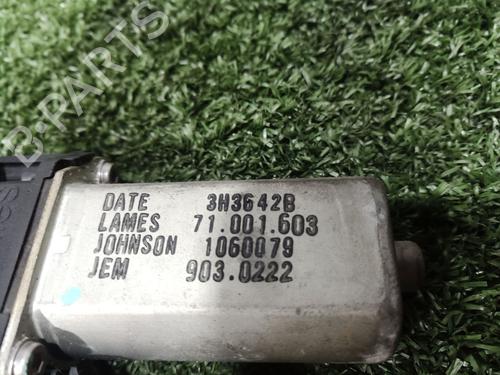 B-PARTS
DATE 3H3642B
LAMES 71.001.603
JOHNSON 1060079
JEM 903.0222